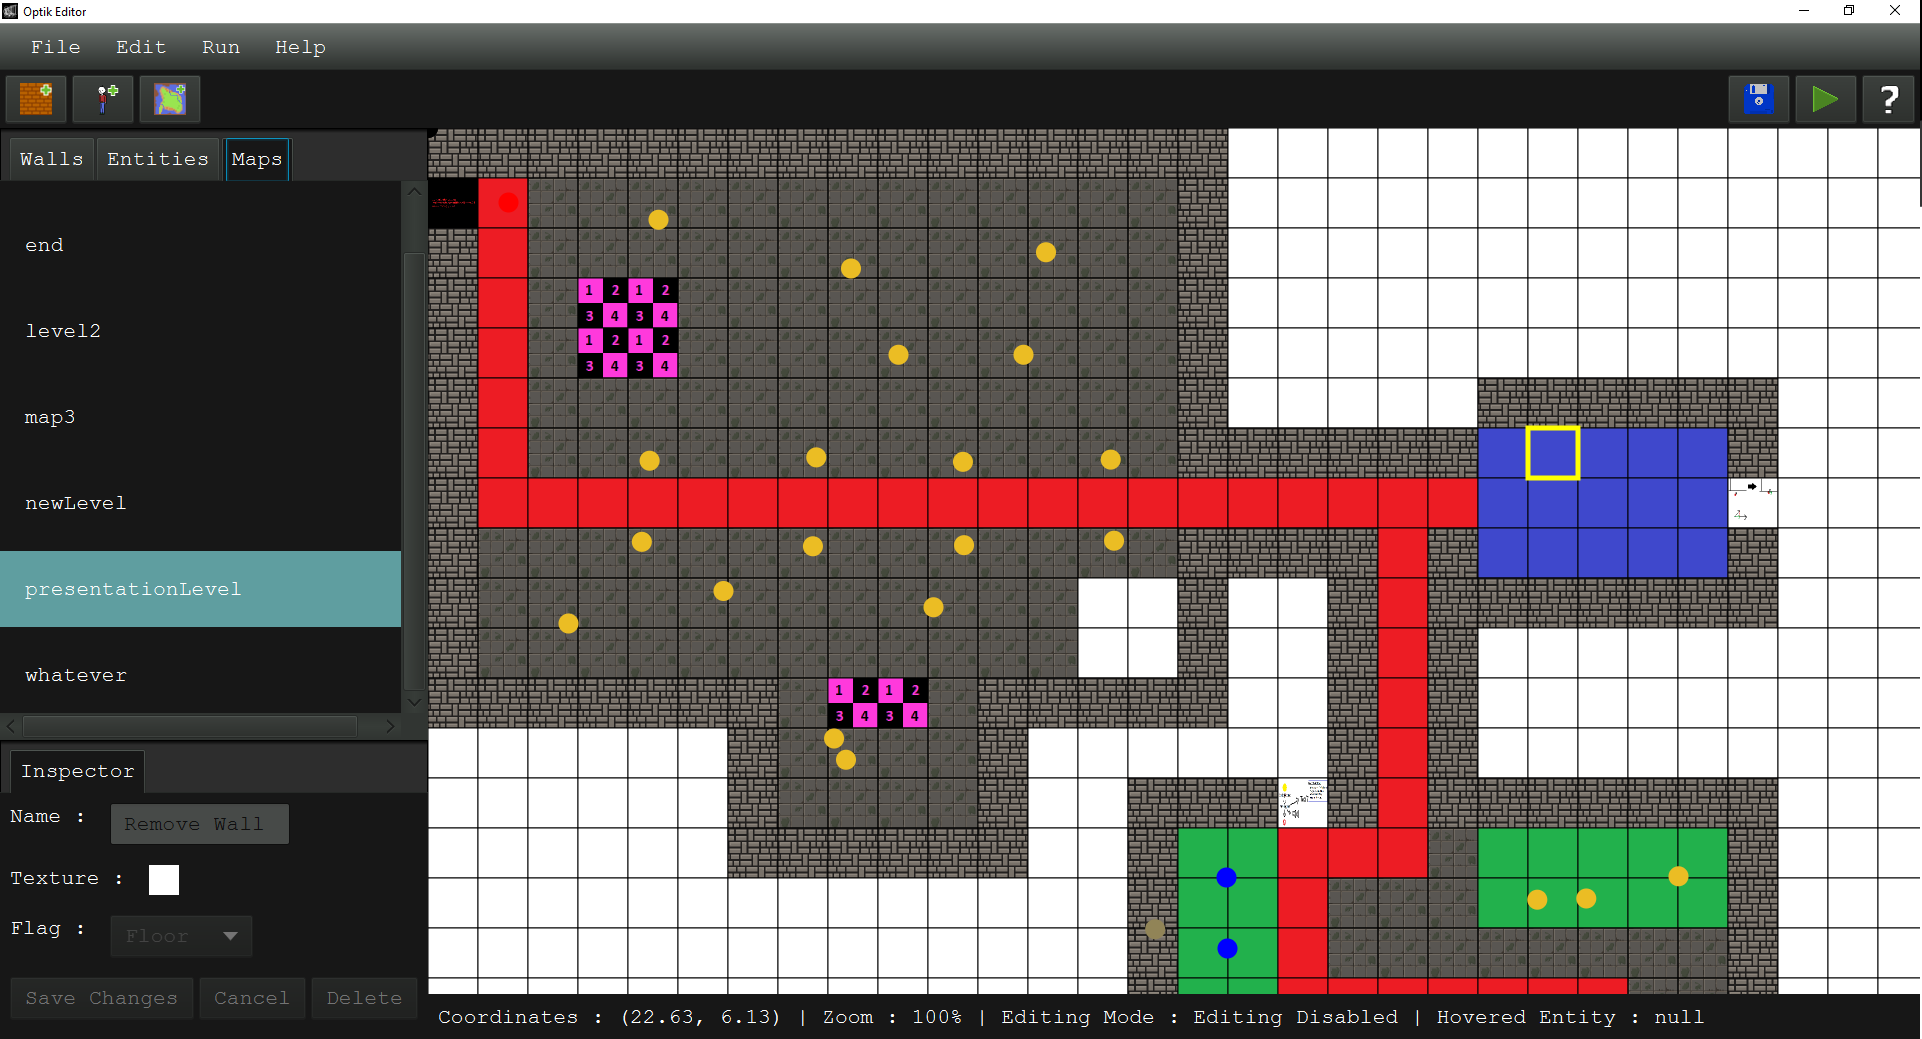 Optik Editor
File Edit Run Help
Walls Entities Maps
end
level2
map3
newLevel
presentationLevel
whatever
Inspector
Name :
Remove Wall
Texture :
Flag :
Floor
Save Changes Cancel Delete
1 2 1 2
3 4 3 4
1 2 1 2
3 4 3 4
1 2 1 2
3 4 3 4
Coordinates : (22.63, 6.13) | Zoom : 100% | Editing Mode : Editing Disabled | Hovered Entity : null